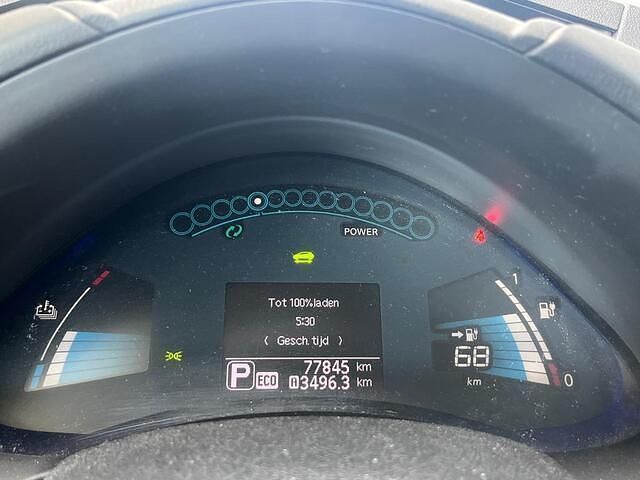 POWER
Tot 100%laden
5:30
‹ Gesch.tijd ›
77845 km
P ECO 3496.3 km
1
68
km
0